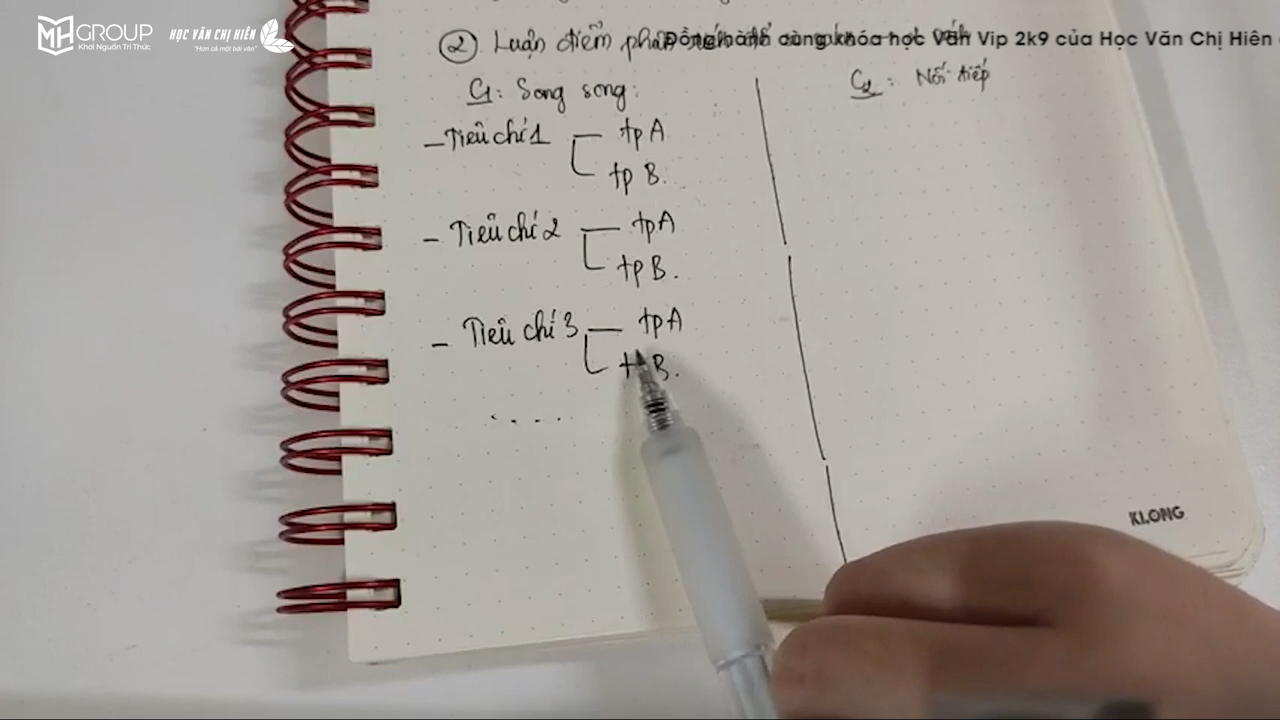 MH GROUP
Khơi Nguồn Tri Thức
HỌC VĂN CHỊ HIÊN
"Hơn cả một bài văn"
Đồng hành cùng khóa học Văn Vip 2k9 của Học Văn Chị Hiên
② Luận điểm phân
C1: Song song:
- Tiêu chí 1
tp A
tp B.
- Tiêu chí 2
tp A
tp B.
- Tiêu chí 3
tp A
tp B.
....
C2: Nối tiếp
KLONG